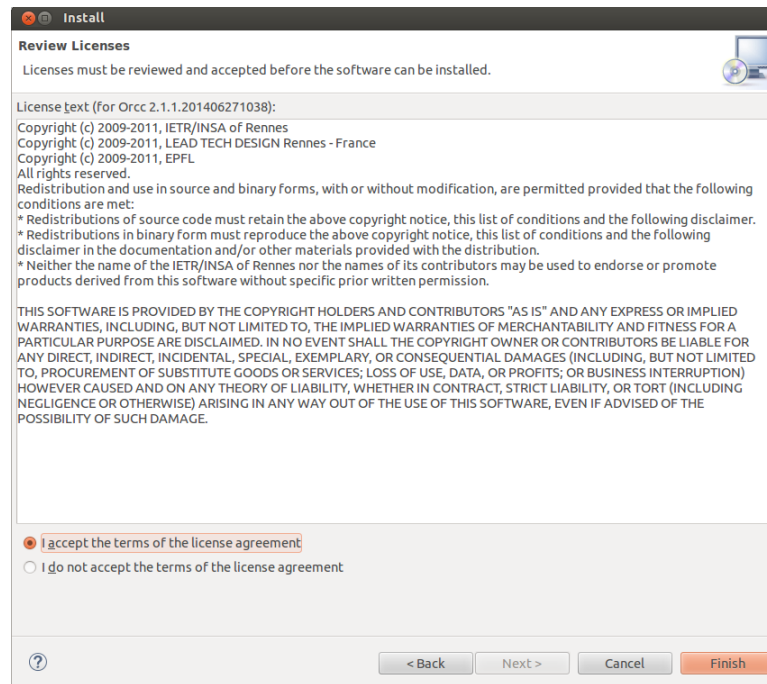 Install
Review Licenses
Licenses must be reviewed and accepted before the software can be installed.
License text (for Orcc 2.1.1.201406271038):
Copyright (c) 2009-2011, IETR/INSA of Rennes
Copyright (c) 2009-2011, LEAD TECH DESIGN Rennes - France
Copyright (c) 2009-2011, EPFL
All rights reserved.
Redistribution and use in source and binary forms, with or without modification, are permitted provided that the following
conditions are met:
* Redistributions of source code must retain the above copyright notice, this list of conditions and the following disclaimer.
* Redistributions in binary form must reproduce the above copyright notice, this list of conditions and the following
disclaimer in the documentation and/or other materials provided with the distribution.
* Neither the name of the IETR/INSA of Rennes nor the names of its contributors may be used to endorse or promote
products derived from this software without specific prior written permission.
THIS SOFTWARE IS PROVIDED BY THE COPYRIGHT HOLDERS AND CONTRIBUTORS "AS IS" AND ANY EXPRESS OR IMPLIED
WARRANTIES, INCLUDING, BUT NOT LIMITED TO, THE IMPLIED WARRANTIES OF MERCHANTABILITY AND FITNESS FOR A
PARTICULAR PURPOSE ARE DISCLAIMED. IN NO EVENT SHALL THE COPYRIGHT OWNER OR CONTRIBUTORS BE LIABLE FOR
ANY DIRECT, INDIRECT, INCIDENTAL, SPECIAL, EXEMPLARY, OR CONSEQUENTIAL DAMAGES (INCLUDING, BUT NOT LIMITED
TO, PROCUREMENT OF SUBSTITUTE GOODS OR SERVICES; LOSS OF USE, DATA, OR PROFITS; OR BUSINESS INTERRUPTION)
HOWEVER CAUSED AND ON ANY THEORY OF LIABILITY, WHETHER IN CONTRACT, STRICT LIABILITY, OR TORT (INCLUDING
NEGLIGENCE OR OTHERWISE) ARISING IN ANY WAY OUT OF THE USE OF THIS SOFTWARE, EVEN IF ADVISED OF THE
POSSIBILITY OF SUCH DAMAGE.
I accept the terms of the license agreement
I do not accept the terms of the license agreement
? < Back Next > Cancel Finish